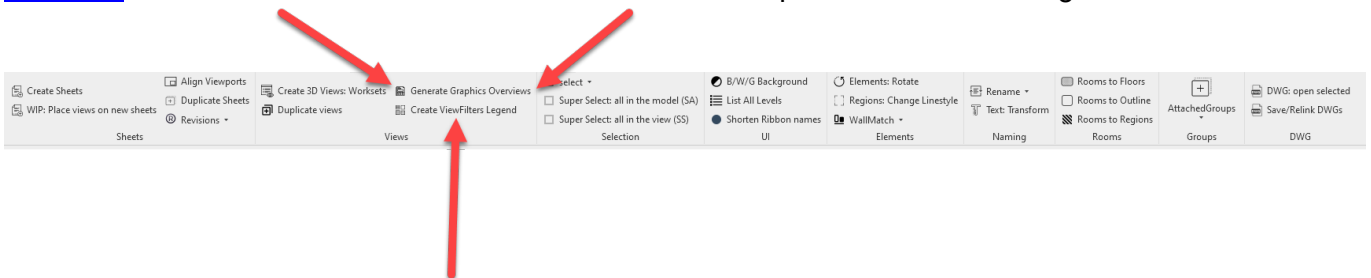 Create Sheets
WIP: Place views on new sheets
Align Viewports
Duplicate Sheets
Revisions
Sheets
Create 3D Views: Worksets
Duplicate views
Generate Graphics Overviews
Create ViewFilters Legend
Views
Super Select: all in the model (SA)
Super Select: all in the view (SS)
Selection
B/W/G Background
List All Levels
Shorten Ribbon names
UI
Elements: Rotate
Regions: Change Linestyle
WallMatch
Elements
Rename
Text: Transform
Naming
Rooms to Floors
Rooms to Outline
Rooms to Regions
Rooms
AttachedGroups
Groups
DWG: open selected
Save/Relink DWGs
DWG